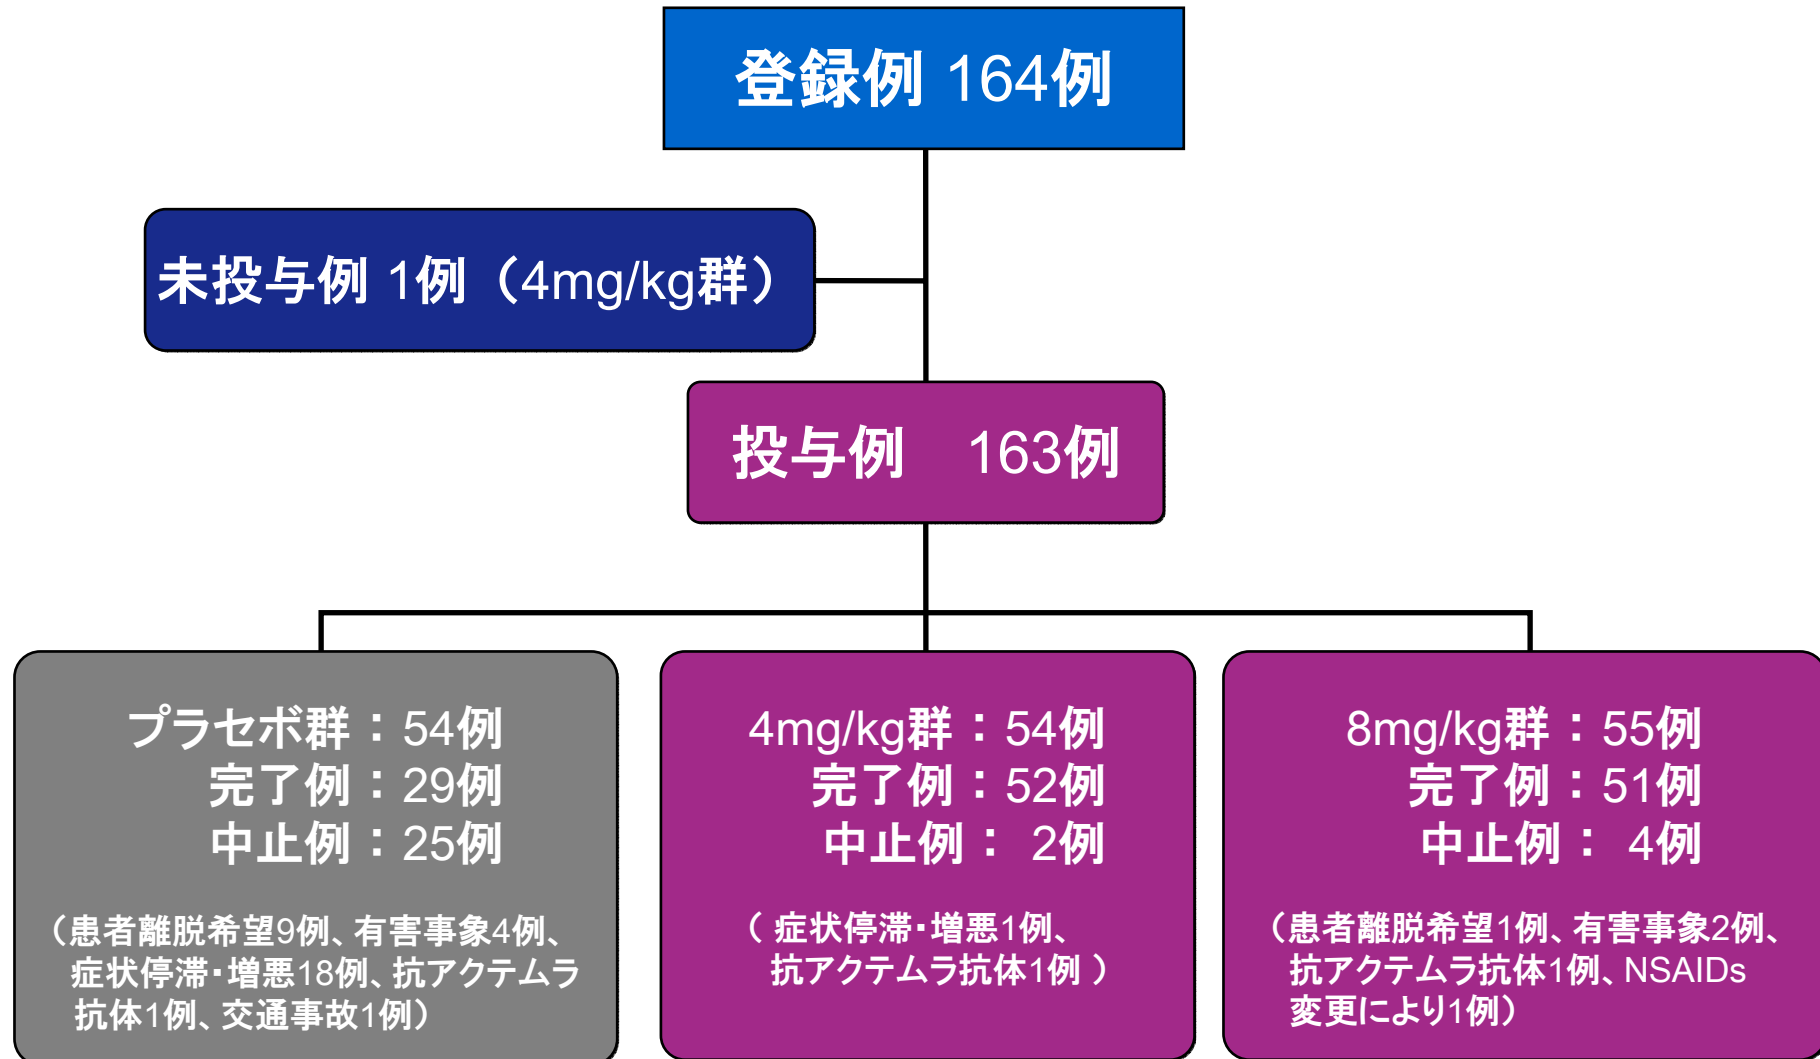 登録例 164例
未投与例 1例（4mg/kg群）
投与例　163例
プラセボ群：54例
完了例：29例
中止例：25例
（患者離脱希望9例、有害事象4例、
症状停滞・増悪18例、抗アクテムラ
抗体1例、交通事故1例）
4mg/kg群：54例
完了例：52例
中止例： 2例
（ 症状停滞・増悪1例、
抗アクテムラ抗体1例 ）
8mg/kg群：55例
完了例：51例
中止例： 4例
（患者離脱希望1例、有害事象2例、
抗アクテムラ抗体1例、NSAIDs
変更により1例）